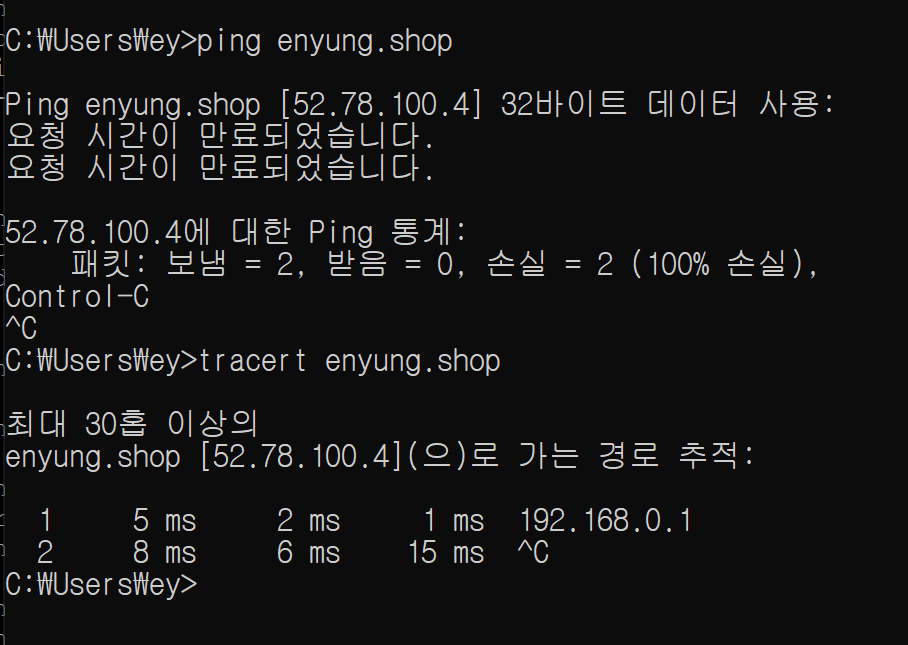 C:₩Users₩ey>ping enyung.shop
Ping enyung.shop [52.78.100.4] 32바이트 데이터 사용:
요청 시간이 만료되었습니다.
요청 시간이 만료되었습니다.
52.78.100.4에 대한 Ping 통계:
패킷: 보냄 = 2, 받음 = 0, 손실 = 2 (100% 손실),
Control-C
^C
C:₩Users₩ey>tracert enyung.shop
최대 30홉 이상의
enyung.shop [52.78.100.4](으)로 가는 경로 추적:
1 5 ms 2 ms 1 ms 192.168.0.1
2 8 ms 6 ms 15 ms ^C
C:₩Users₩ey>